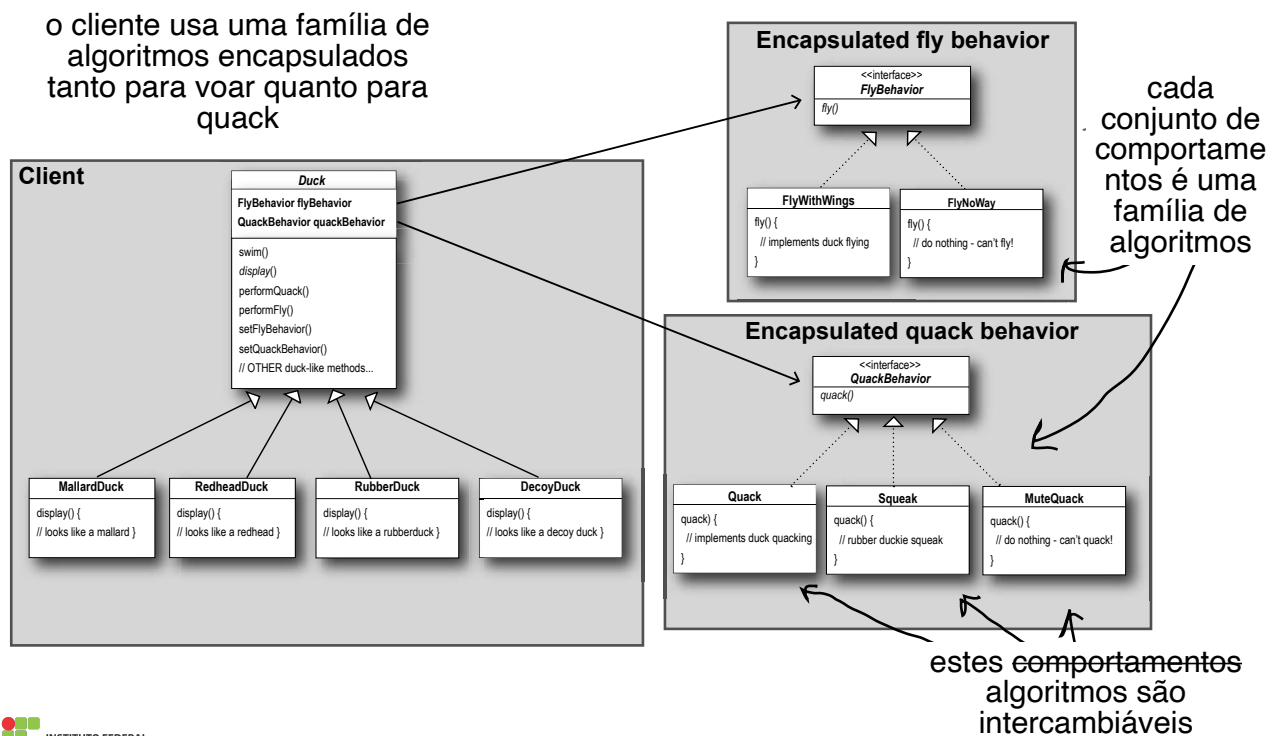 o cliente usa uma família de
algoritmos encapsulados
tanto para voar quanto para
quack
Client
Duck
FlyBehavior flyBehavior
QuackBehavior quackBehavior
swim()
display()
performQuack()
performFly()
setFlyBehavior()
setQuackBehavior()
// OTHER duck-like methods...
MallardDuck
display() {
// looks like a mallard }
RedheadDuck
display() {
// looks like a redhead }
RubberDuck
display() {
// looks like a rubberduck }
DecoyDuck
display() {
// looks like a decoy duck }
Encapsulated fly behavior
<<interface>>
FlyBehavior
fly()
FlyWithWings
fly() {
// implements duck flying
}
FlyNoWay
fly() {
// do nothing - can't fly!
}
cada
conjunto de
comportame
ntos é uma
família de
algoritmos
Encapsulated quack behavior
<<interface>>
QuackBehavior
quack()
Quack
quack) {
// implements duck quacking
}
Squeak
quack() {
// rubber duckie squeak
}
MuteQuack
quack() {
// do nothing - can't quack!
}
estes comportamentos
algoritmos são
intercambiáveis
INSTITUTO FEDERAL